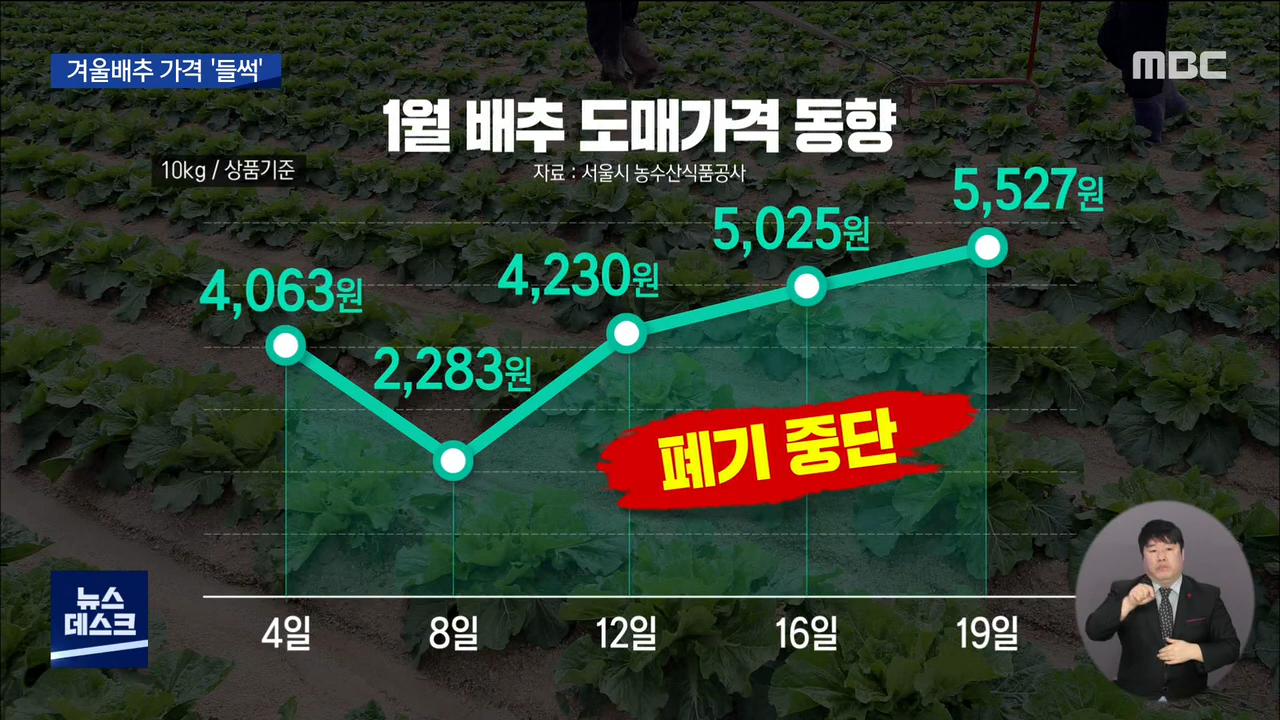 겨울배추 가격 '들썩'
MBC
1월 배추 도매가격 동향
10kg / 상품기준
자료 : 서울시 농수산식품공사
4,063원
2,283원
4,230원
5,025원
5,527원
폐기 중단
4일
8일
12일
16일
19일
뉴스
데스크